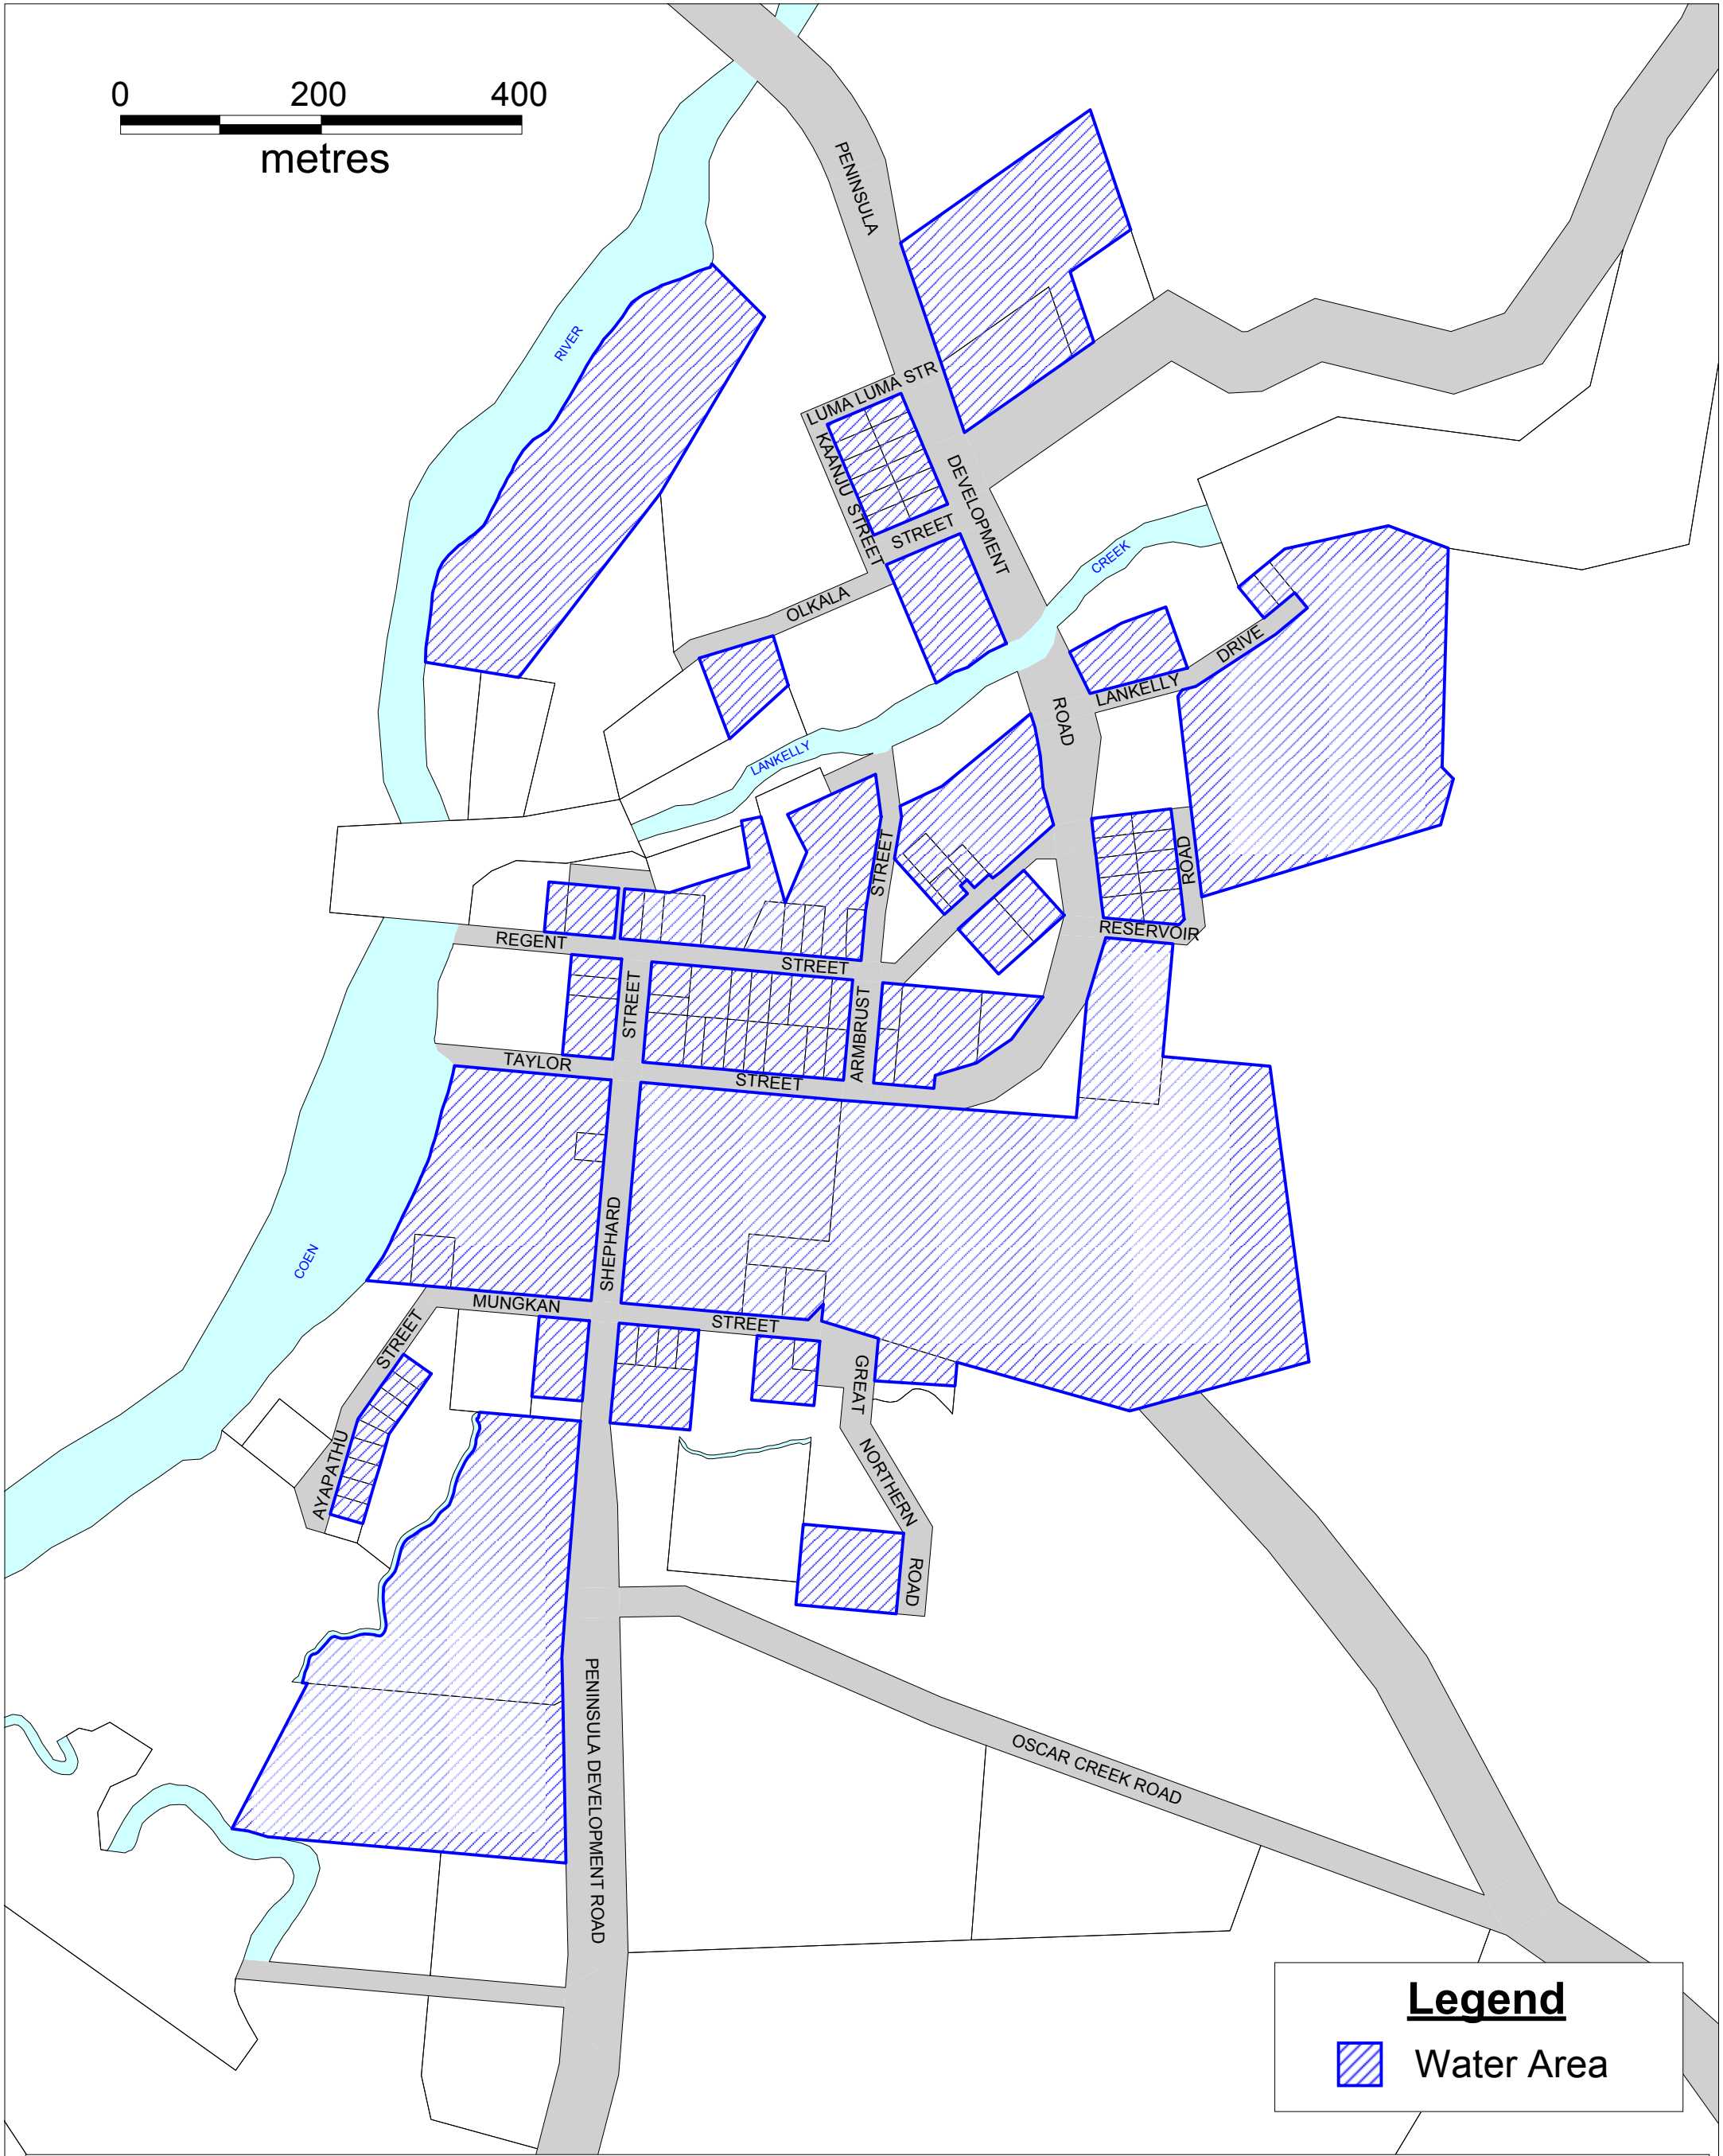 0 200 400
metres
PENINSULA
RIVER
LUMA LUMA STR
KAANJU STREET
DEVELOPMENT
STREET
OLKALA
CREEK
DRIVE
LANKELLY
ROAD
LANKELLY
STREET
ROAD
RESERVOIR
REGENT
STREET
STREET
ARMBRUST
TAYLOR
STREET
SHEPHARD
COEN
MUNGKAN
STREET
STREET
GREAT
AYAPATHU
NORTHERN
ROAD
PENINSULA DEVELOPMENT ROAD
OSCAR CREEK ROAD
Legend
Water Area